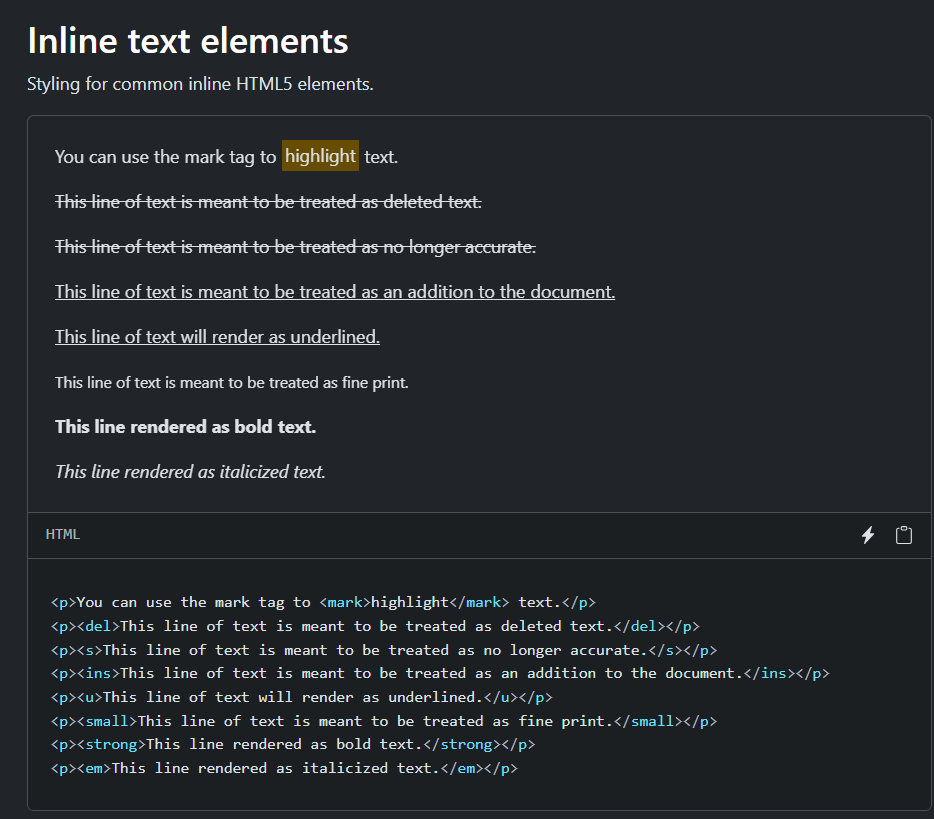 Inline text elements
Styling for common inline HTML5 elements.
You can use the mark tag to highlight text.
This line of text is meant to be treated as deleted text.
This line of text is meant to be treated as no longer accurate.
This line of text is meant to be treated as an addition to the document.
This line of text will render as underlined.
This line of text is meant to be treated as fine print.
This line rendered as bold text.
This line rendered as italicized text.
HTML
<p>You can use the mark tag to <mark>highlight</mark> text.</p>
<p><del>This line of text is meant to be treated as deleted text.</del></p>
<p><s>This line of text is meant to be treated as no longer accurate.</s></p>
<p><ins>This line of text is meant to be treated as an addition to the document.</ins></p>
<p><u>This line of text will render as underlined.</u></p>
<p><small>This line of text is meant to be treated as fine print.</small></p>
<p><strong>This line rendered as bold text.</strong></p>
<p><em>This line rendered as italicized text.</em></p>